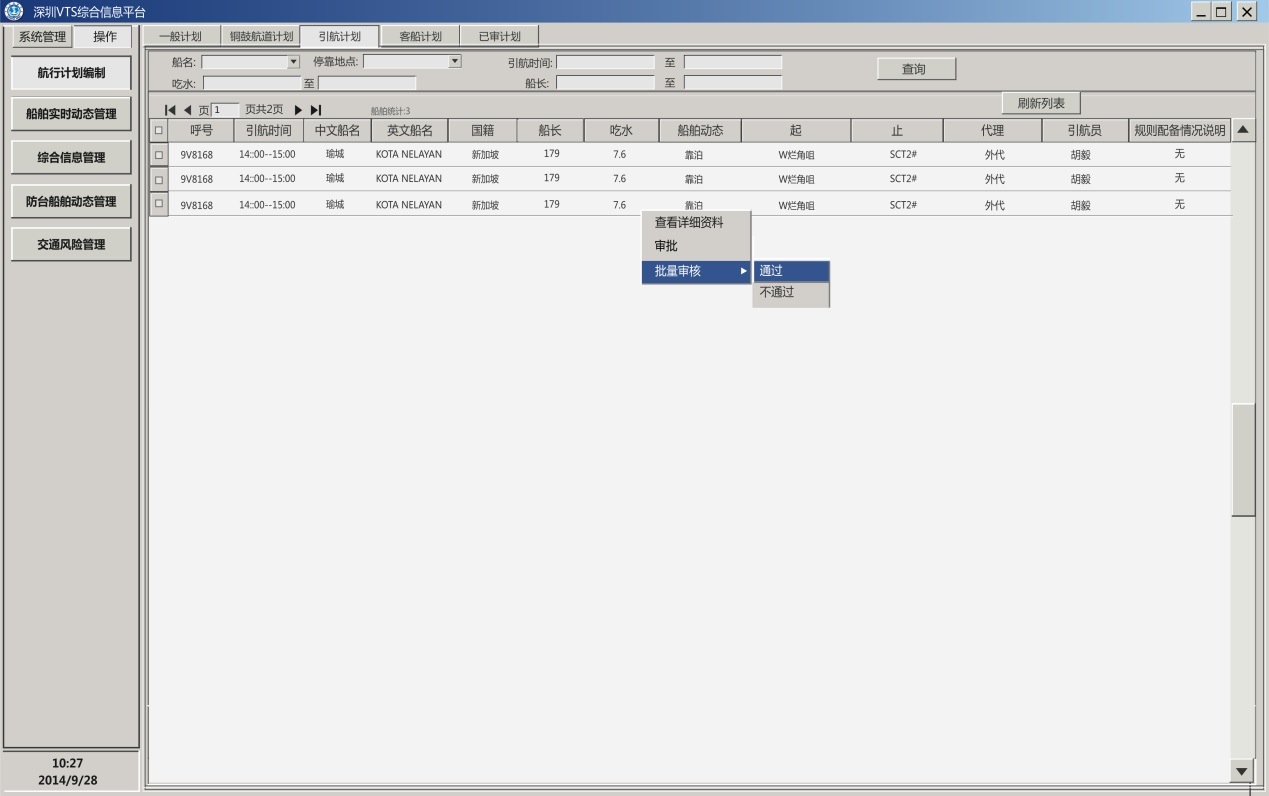 深圳VTS综合信息平台
系统管理 操作
航行计划编制
船舶实时动态管理
综合信息管理
防台船舶动态管理
交通风险管理
10:27
2014/9/28
一般计划 铜鼓航道计划 引航计划 客船计划 已审计划
船名: 停靠地点: 引航时间: 至 查询
吃水: 至 船长: 至
页 1 页共2页 船舶统计:3 刷新列表
呼号 引航时间 中文船名 英文船名 国籍 船长 吃水 船舶动态 起 止 代理 引航员 规则配备情况说明
9V8168 14::00--15:00 瑜城 KOTA NELAYAN 新加坡 179 7.6 靠泊 W烂角咀 SCT2# 外代 胡毅 无
9V8168 14::00--15:00 瑜城 KOTA NELAYAN 新加坡 179 7.6 靠泊 W烂角咀 SCT2# 外代 胡毅 无
9V8168 14::00--15:00 瑜城 KOTA NELAYAN 新加坡 179 7.6 靠泊 W烂角咀 SCT2# 外代 胡毅 无
查看详细资料
审批
批量审核 通过
不通过